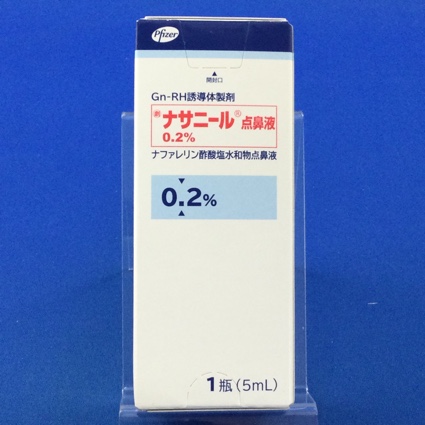 Pfizer
開封口
Gn-RH誘導体製剤
劇 ナサニール® 点鼻液
0.2%
ナファレリン酢酸塩水和物点鼻液
0.2%
1瓶(5mL)